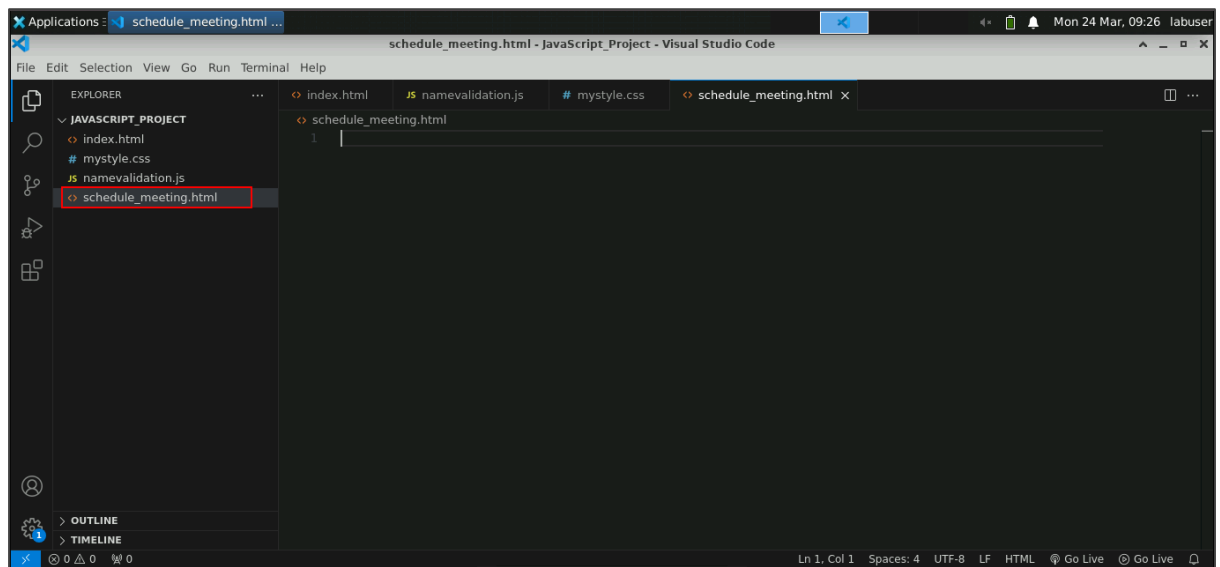 Applications schedule_meeting.html ... Mon 24 Mar, 09:26 labuser
schedule_meeting.html - JavaScript_Project - Visual Studio Code
File Edit Selection View Go Run Terminal Help
EXPLORER ... index.html JS namevalidation.js # mystyle.css schedule_meeting.html ...
JAVASCRIPT_PROJECT schedule_meeting.html
index.html 1
# mystyle.css
JS namevalidation.js
schedule_meeting.html
1
OUTLINE
TIMELINE
0 0 0 Ln 1, Col 1 Spaces: 4 UTF-8 LF HTML Go Live Go Live